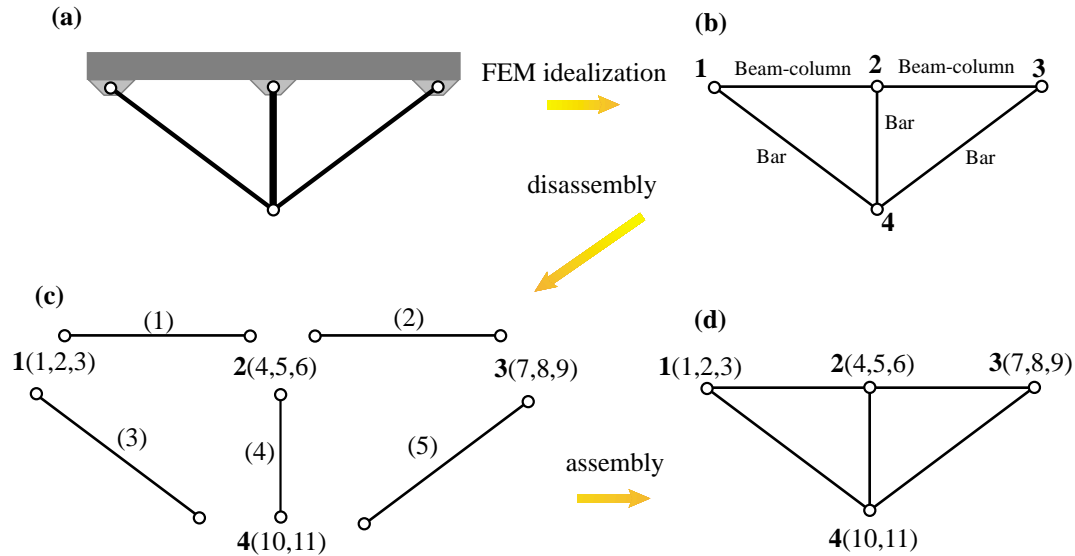 (a)
FEM idealization
(b)
1
Beam-column
2
Beam-column
3
Bar
Bar
Bar
4
disassembly
(c)
(1)
(2)
1(1,2,3)
2(4,5,6)
3(7,8,9)
(3)
(4)
(5)
4(10,11)
assembly
(d)
1(1,2,3)
2(4,5,6)
3(7,8,9)
4(10,11)